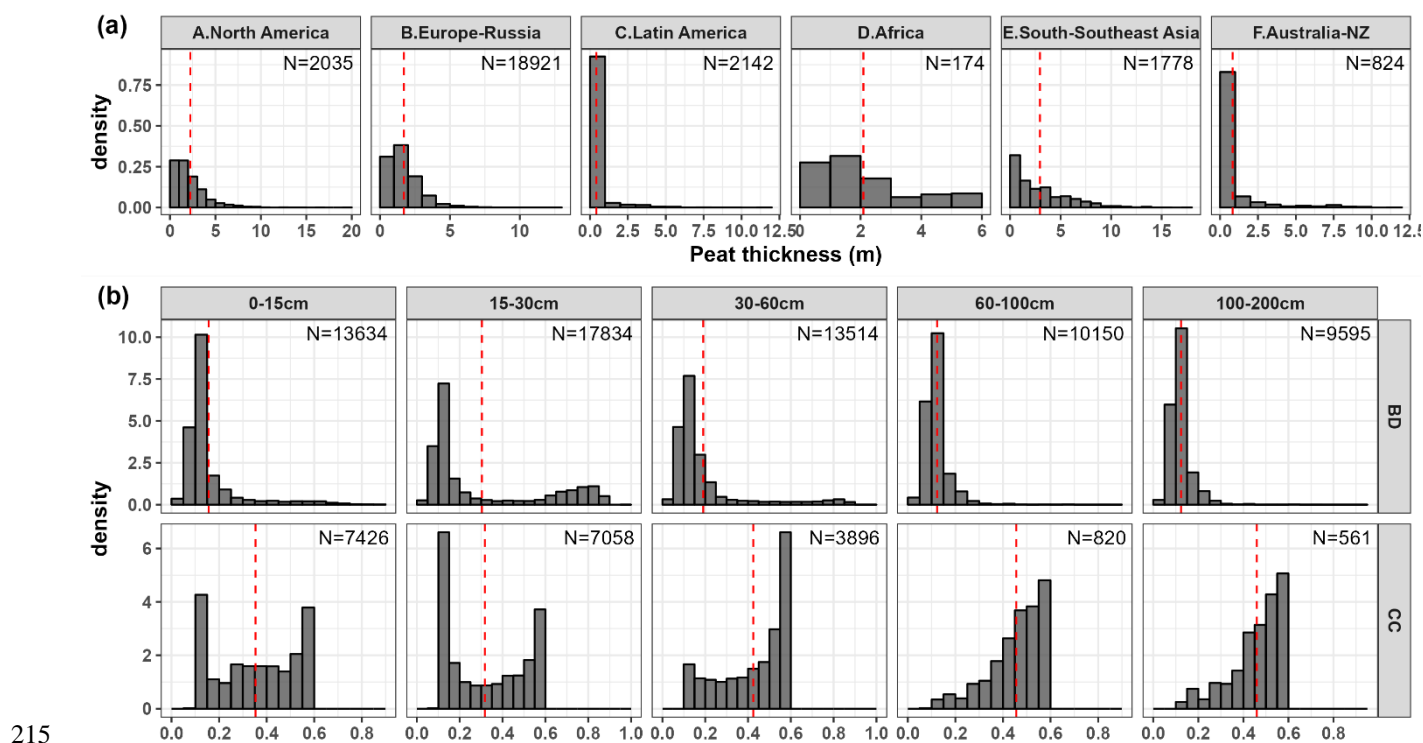 (a)
A.North America B.Europe-Russia C.Latin America D.Africa E.South-Southeast Asia F.Australia-NZ
N=2035 N=18921 N=2142 N=174 N=1778 N=824
0.75
0.50
0.25
0.00
density
0 5 10 15 20 0 5 10 0.0 2.5 5.0 7.5 10.0 12.50 2 4 6 0 5 10 15 0.0 2.5 5.0 7.5 10.0 12.5
Peat thickness (m)
(b)
0-15cm 15-30cm 30-60cm 60-100cm 100-200cm
N=13634 N=17834 N=13514 N=10150 N=9595
10.0
7.5
5.0
2.5
0.0
BD
density
N=7426 N=7058 N=3896 N=820 N=561
6
4
2
0
CC
215
0.0 0.2 0.4 0.6 0.8 0.0 0.2 0.4 0.6 0.8 1.0 0.0 0.2 0.4 0.6 0.8 1.0 0.0 0.2 0.4 0.6 0.8 0.0 0.2 0.4 0.6 0.8